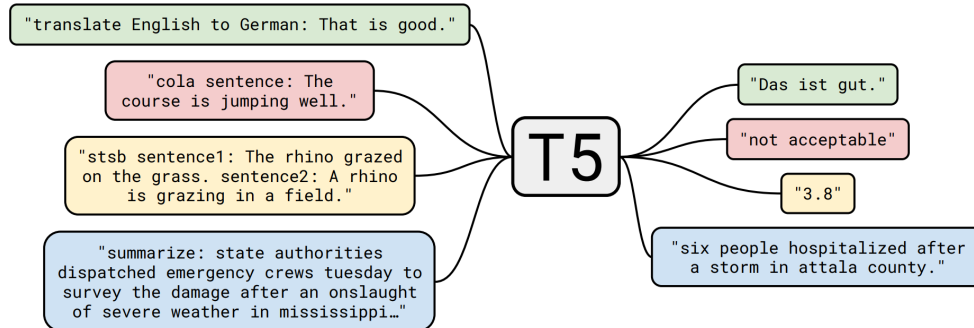 "translate English to German: That is good."
"cola sentence: The
course is jumping well."
"stsb sentence1: The rhino grazed
on the grass. sentence2: A rhino
is grazing in a field."
"summarize: state authorities
dispatched emergency crews tuesday to
survey the damage after an onslaught
of severe weather in mississippi…"
T5
"Das ist gut."
"not acceptable"
"3.8"
"six people hospitalized after
a storm in attala county."